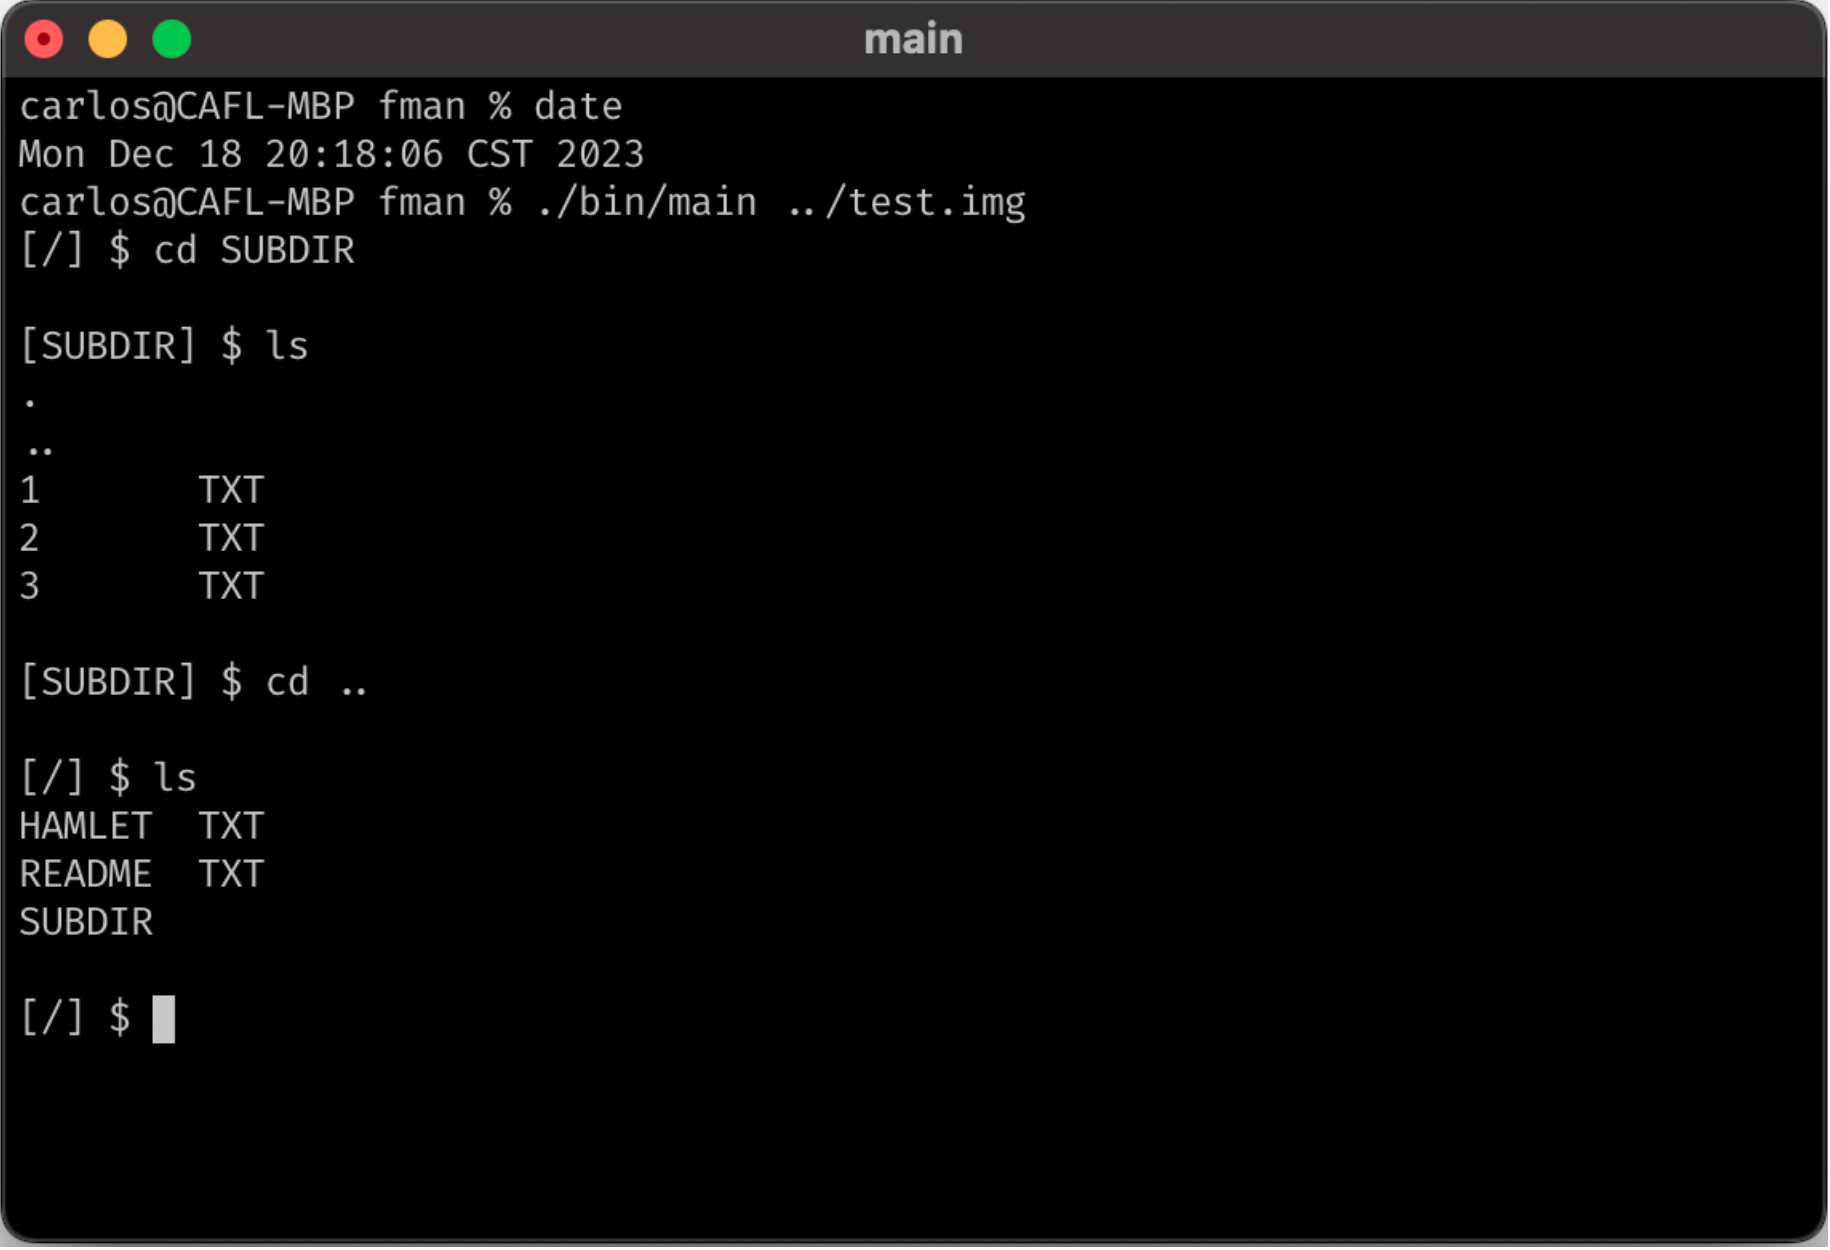 main
carlos@CAFL-MBP fman % date
Mon Dec 18 20:18:06 CST 2023
carlos@CAFL-MBP fman % ./bin/main ../test.img
[/] $ cd SUBDIR
[SUBDIR] $ ls
.
..
1       TXT
2       TXT
3       TXT
[SUBDIR] $ cd ..
[/] $ ls
HAMLET  TXT
README  TXT
SUBDIR
[/] $